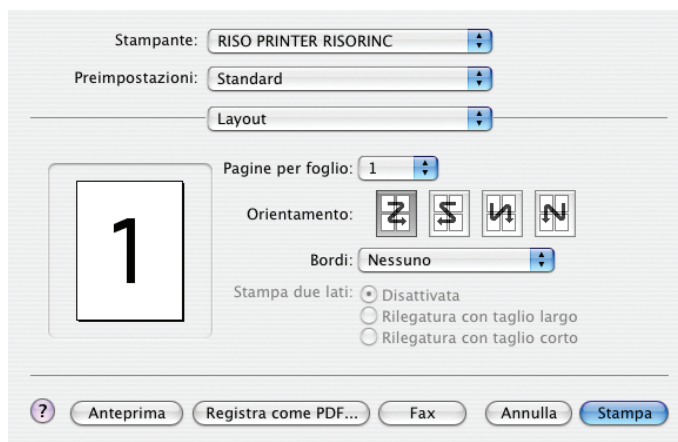 Stampante: RISO PRINTER RISORINC
Preimpostazioni: Standard
Layout
Pagine per foglio: 1
1
Orientamento:
Bordi: Nessuno
Stampa due lati: Disattivata
Rilegatura con taglio largo
Rilegatura con taglio corto
? Anteprima Registra come PDF... Fax Annulla Stampa